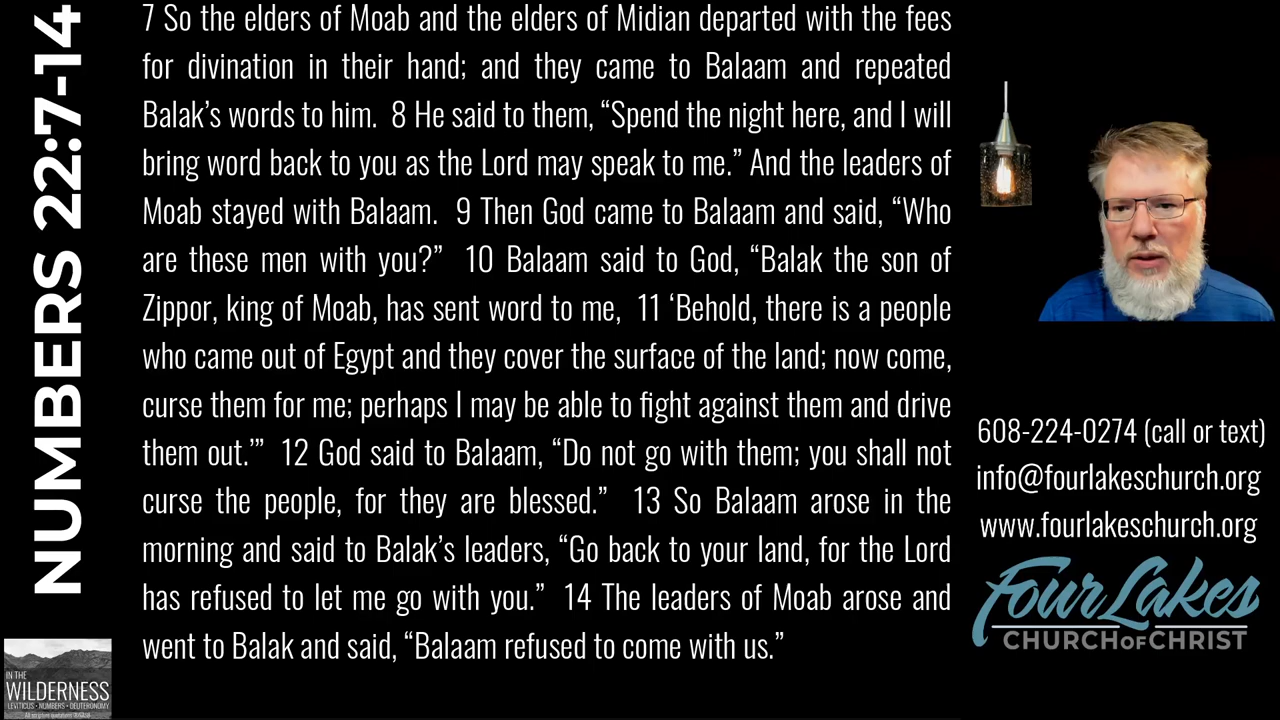 NUMBERS 22:7-14
7 So the elders of Moab and the elders of Midian departed with the fees
for divination in their hand; and they came to Balaam and repeated
Balak’s words to him.  8 He said to them, “Spend the night here, and I will
bring word back to you as the Lord may speak to me.” And the leaders of
Moab stayed with Balaam.  9 Then God came to Balaam and said, “Who
are these men with you?”  10 Balaam said to God, “Balak the son of
Zippor, king of Moab, has sent word to me,  11 ‘Behold, there is a people
who came out of Egypt and they cover the surface of the land; now come,
curse them for me; perhaps I may be able to fight against them and drive
them out.’”  12 God said to Balaam, “Do not go with them; you shall not
curse the people, for they are blessed.”  13 So Balaam arose in the
morning and said to Balak’s leaders, “Go back to your land, for the Lord
has refused to let me go with you.”  14 The leaders of Moab arose and
went to Balak and said, “Balaam refused to come with us.”
608-224-0274 (call or text)
info@fourlakeschurch.org
www.fourlakeschurch.org
Four Lakes
CHURCH OF CHRIST
IN THE
WILDERNESS
LEVITICUS • NUMBERS • DEUTERONOMY